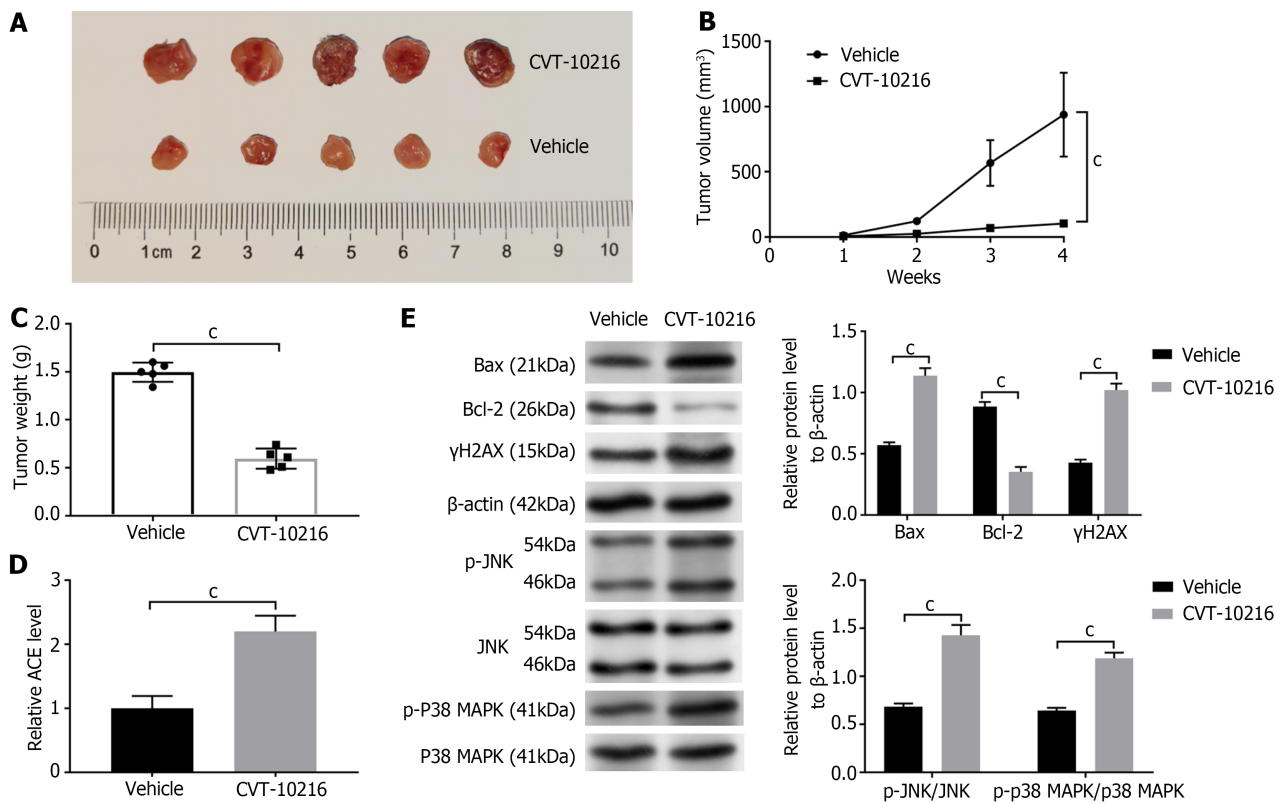 A
CVT-10216
Vehicle
0 1cm 2 3 4 5 6 7 8 9 10
B
1500
1000
500
0
Tumor volume (mm³)
Vehicle
CVT-10216
c
0 1 2 3 4
Weeks
C
2.0
1.5
1.0
0.5
0.0
Tumor weight (g)
c
Vehicle CVT-10216
D
3
2
1
0
Relative ACE level
c
Vehicle CVT-10216
E
Vehicle CVT-10216
Bax (21kDa)
Bcl-2 (26kDa)
γH2AX (15kDa)
β-actin (42kDa)
p-JNK
54kDa
46kDa
JNK
54kDa
46kDa
p-P38 MAPK (41kDa)
P38 MAPK (41kDa)
1.5
1.0
0.5
0.0
Relative protein level
to β-actin
c
c
c
Vehicle
CVT-10216
Bax Bcl-2 γH2AX
2.0
1.5
1.0
0.5
0.0
Relative protein level
to β-actin
c
c
Vehicle
CVT-10216
p-JNK/JNK p-p38 MAPK/p38 MAPK